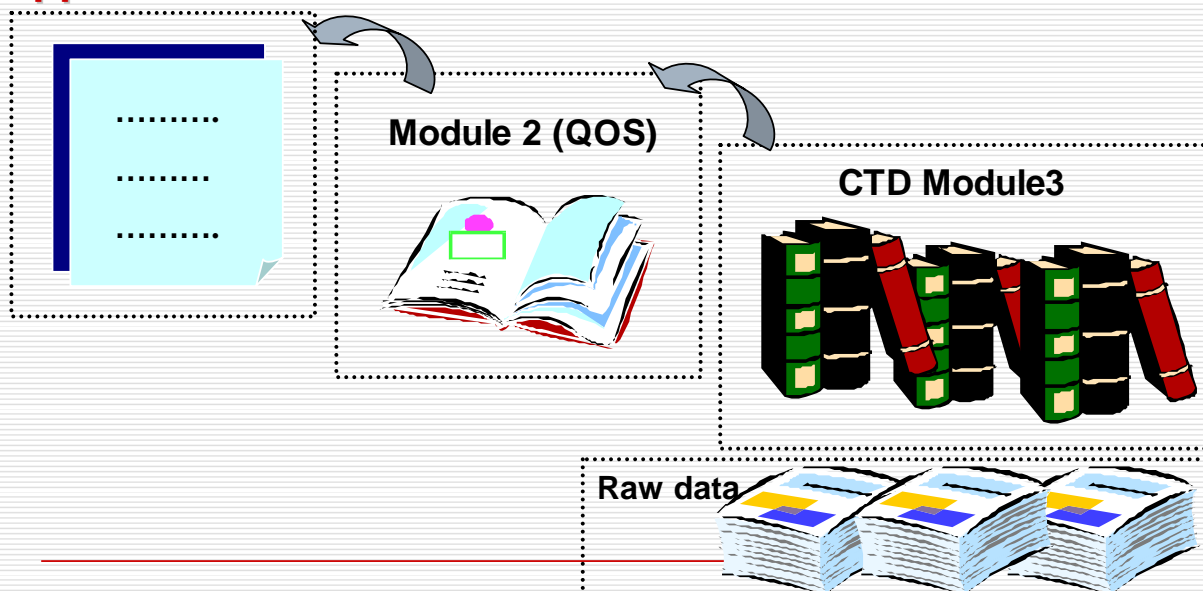 ……….
………
……….
Module 2 (QOS)
CTD Module3
Raw data